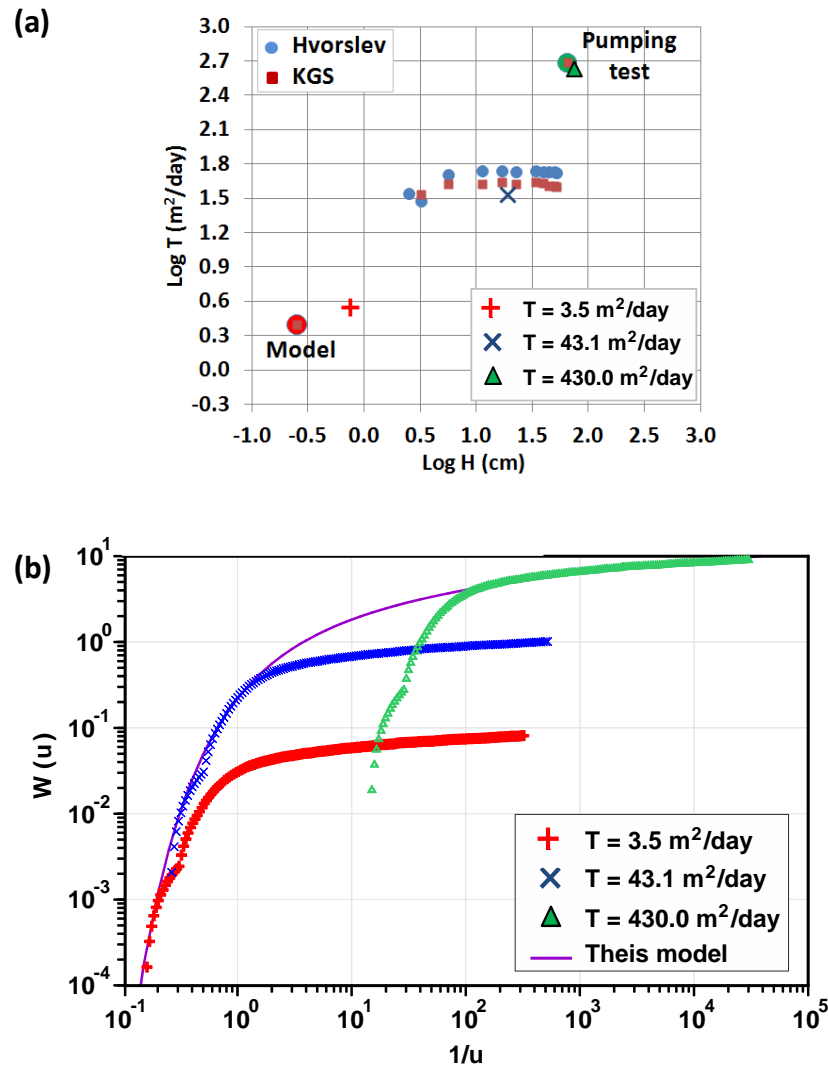 (a)
3.0
2.7
2.4
2.1
1.8
1.5
1.2
0.9
0.6
0.3
0.0
-0.3
Log T (m²/day)
Hvorslev
KGS
Pumping
test
Model
T = 3.5 m²/day
T = 43.1 m²/day
T = 430.0 m²/day
-1.0 -0.5 0.0 0.5 1.0 1.5 2.0 2.5 3.0
Log H (cm)
(b)
10¹
10⁰
10⁻¹
10⁻²
10⁻³
10⁻⁴
W (u)
T = 3.5 m²/day
T = 43.1 m²/day
T = 430.0 m²/day
Theis model
10⁻¹ 10⁰ 10¹ 10² 10³ 10⁴ 10⁵
1/u